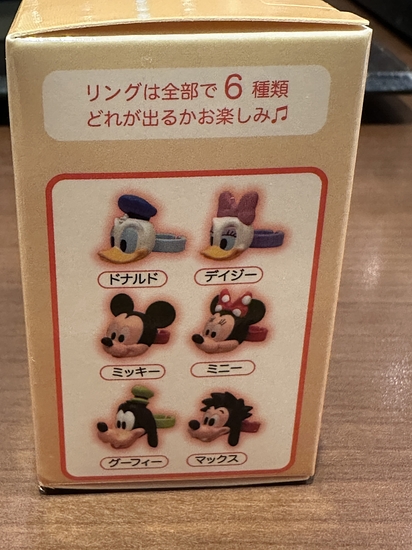 リングは全部で6種類
どれが出るかお楽しみ♫
ドナルド
デイジー
ミッキー
ミニー
グーフィー
マックス